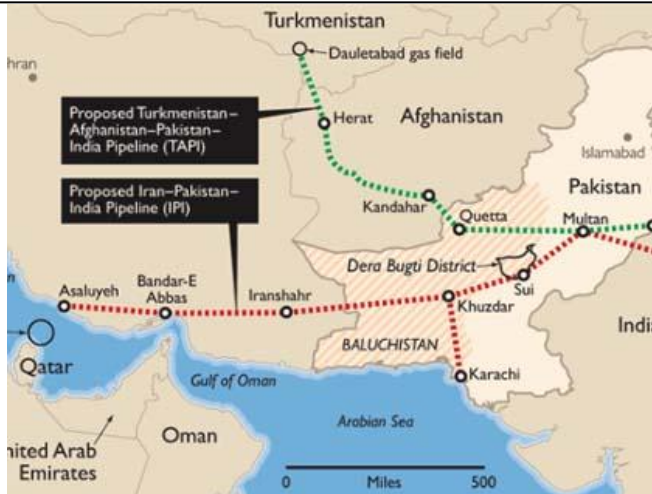 Turkmenistan
Dauletabad gas field
hran
Proposed Turkmenistan–
Afghanistan–Pakistan–
India Pipeline (TAPI)
Herat
Afghanistan
Islamabad
Pakistan
Proposed Iran–Pakistan–
India Pipeline (IPI)
Kandahar
Quetta
Multan
Dera Bugti District
Sui
Asaluyeh
Bandar-E
Abbas
Iranshahr
Khuzdar
India
BALUCHISTAN
Qatar
Gulf of Oman
Karachi
Arabian Sea
Oman
nited Arab
Emirates
0 Miles 500